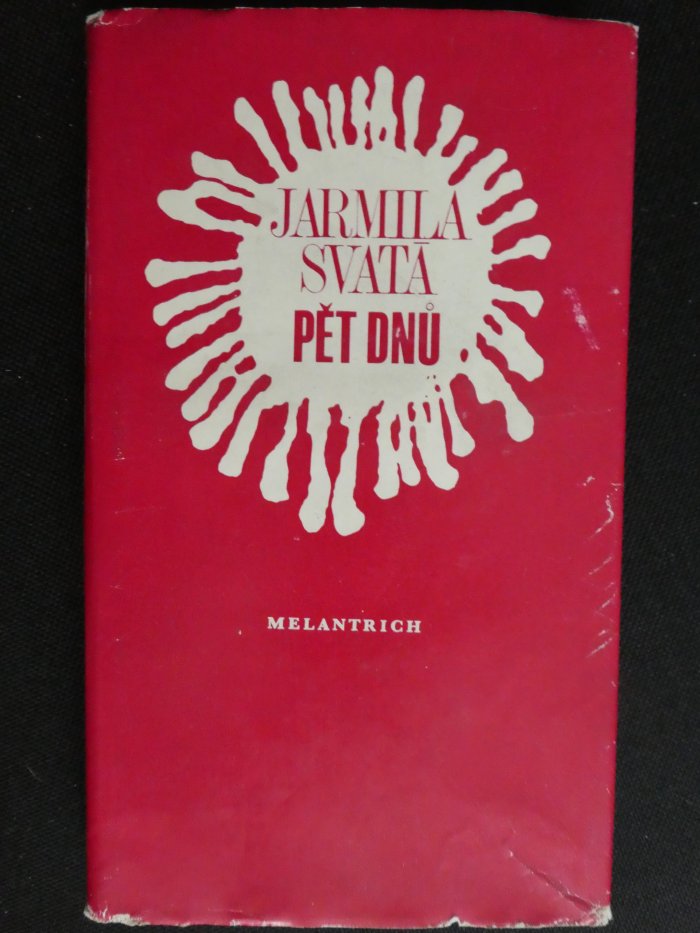 JARMILA
SVATÁ
PĚT DNŮ
MELANTRICH